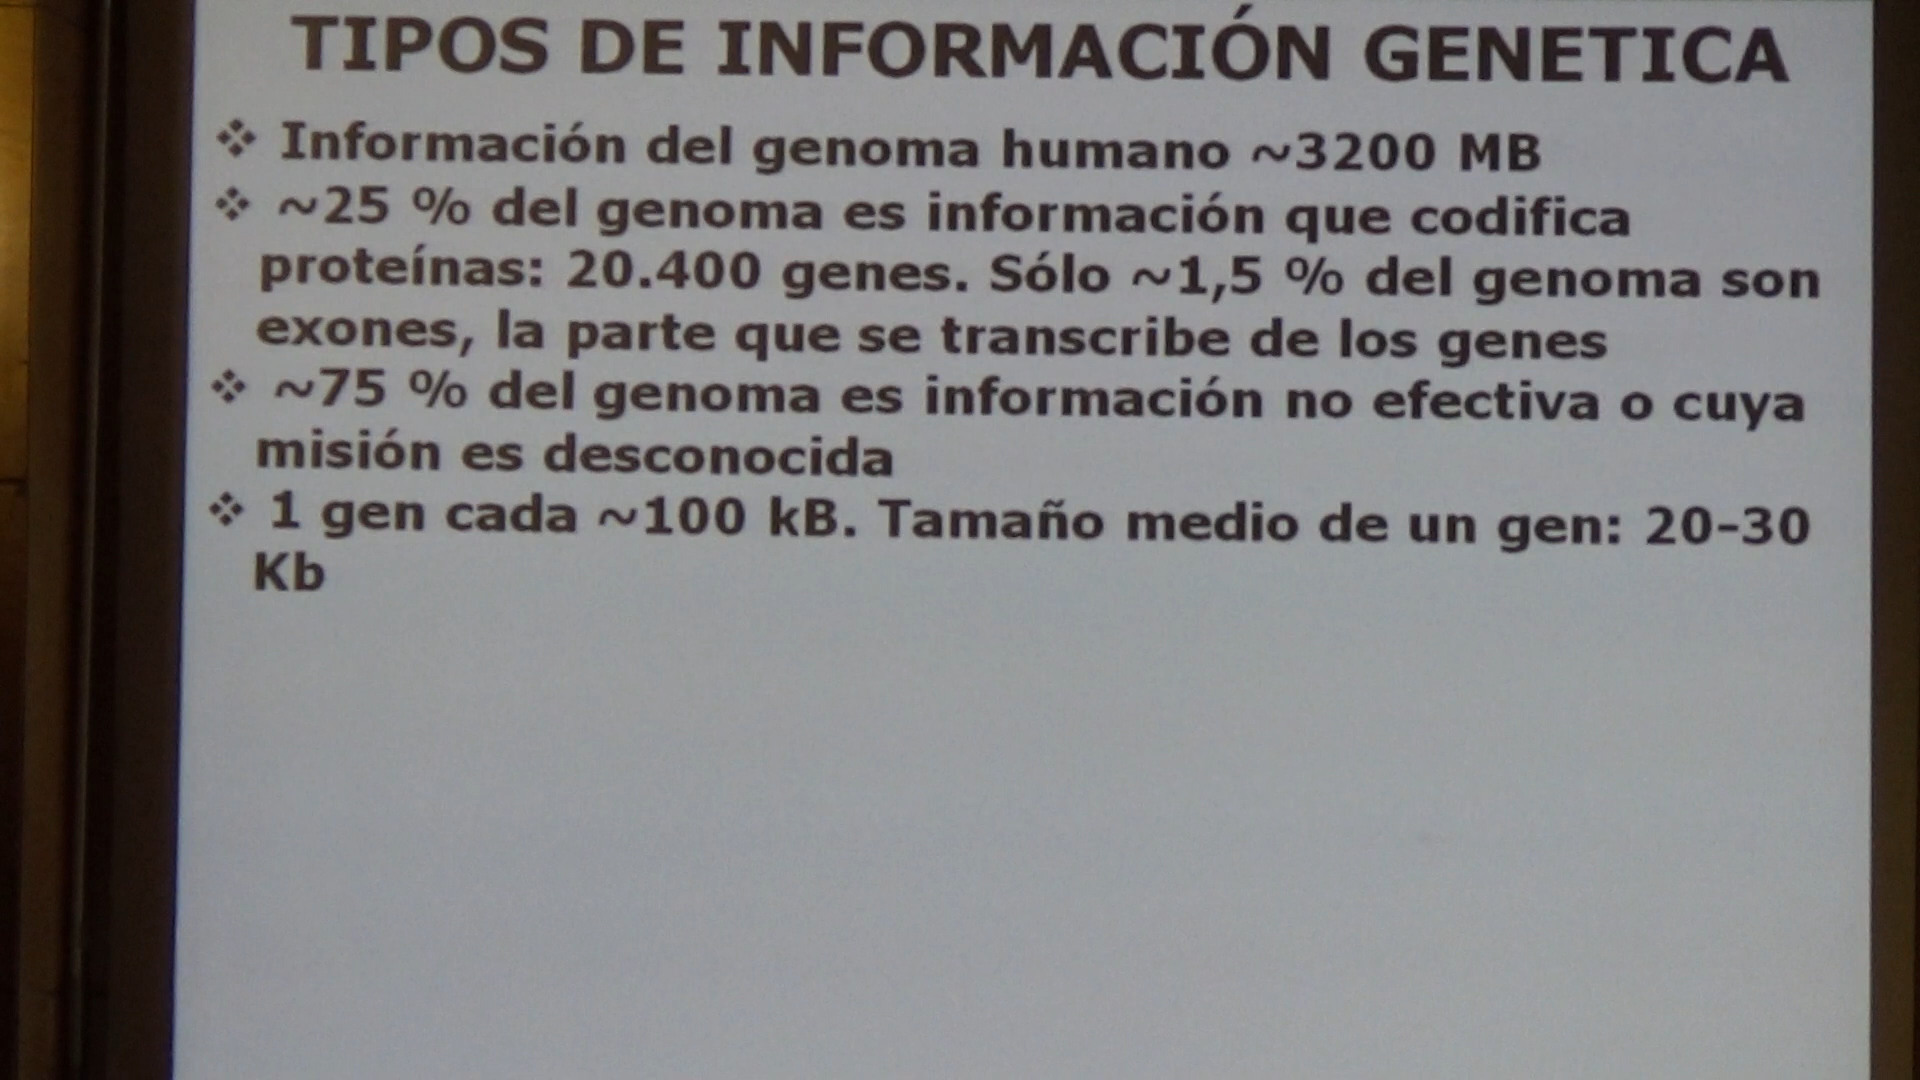 TIPOS DE INFORMACIÓN GENETICA
❖ Información del genoma humano ~3200 MB
❖ ~25 % del genoma es información que codifica
proteínas: 20.400 genes. Sólo ~1,5 % del genoma son
exones, la parte que se transcribe de los genes
❖ ~75 % del genoma es información no efectiva o cuya
misión es desconocida
❖ 1 gen cada ~100 kB. Tamaño medio de un gen: 20-30
Kb